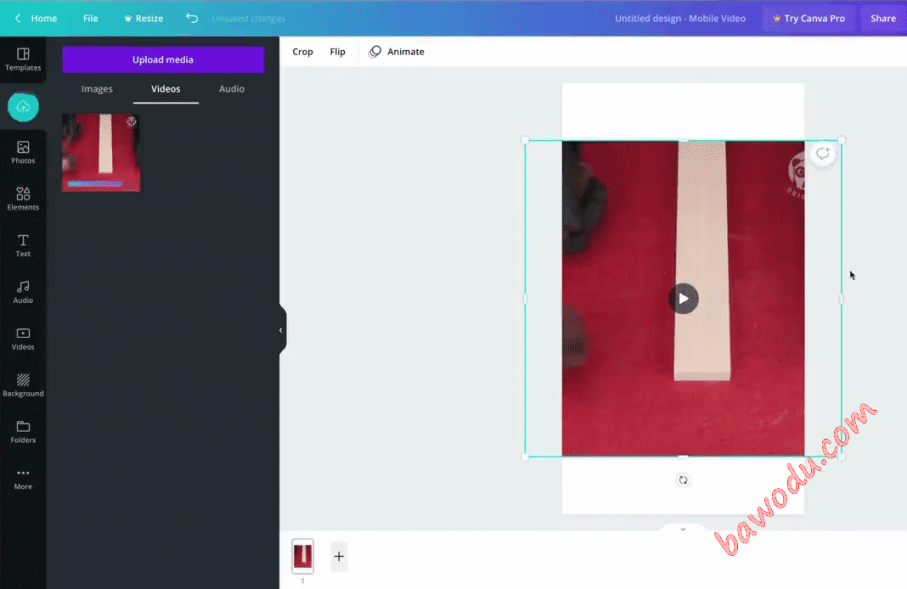 Home File Resize Unsaved changes Untitled design - Mobile Video Try Canva Pro Share
Crop Flip Animate
Upload media
Images Videos Audio
Templates
Photos
Elements
Text
Audio
Videos
Background
Folders
More
1
bawodu.com